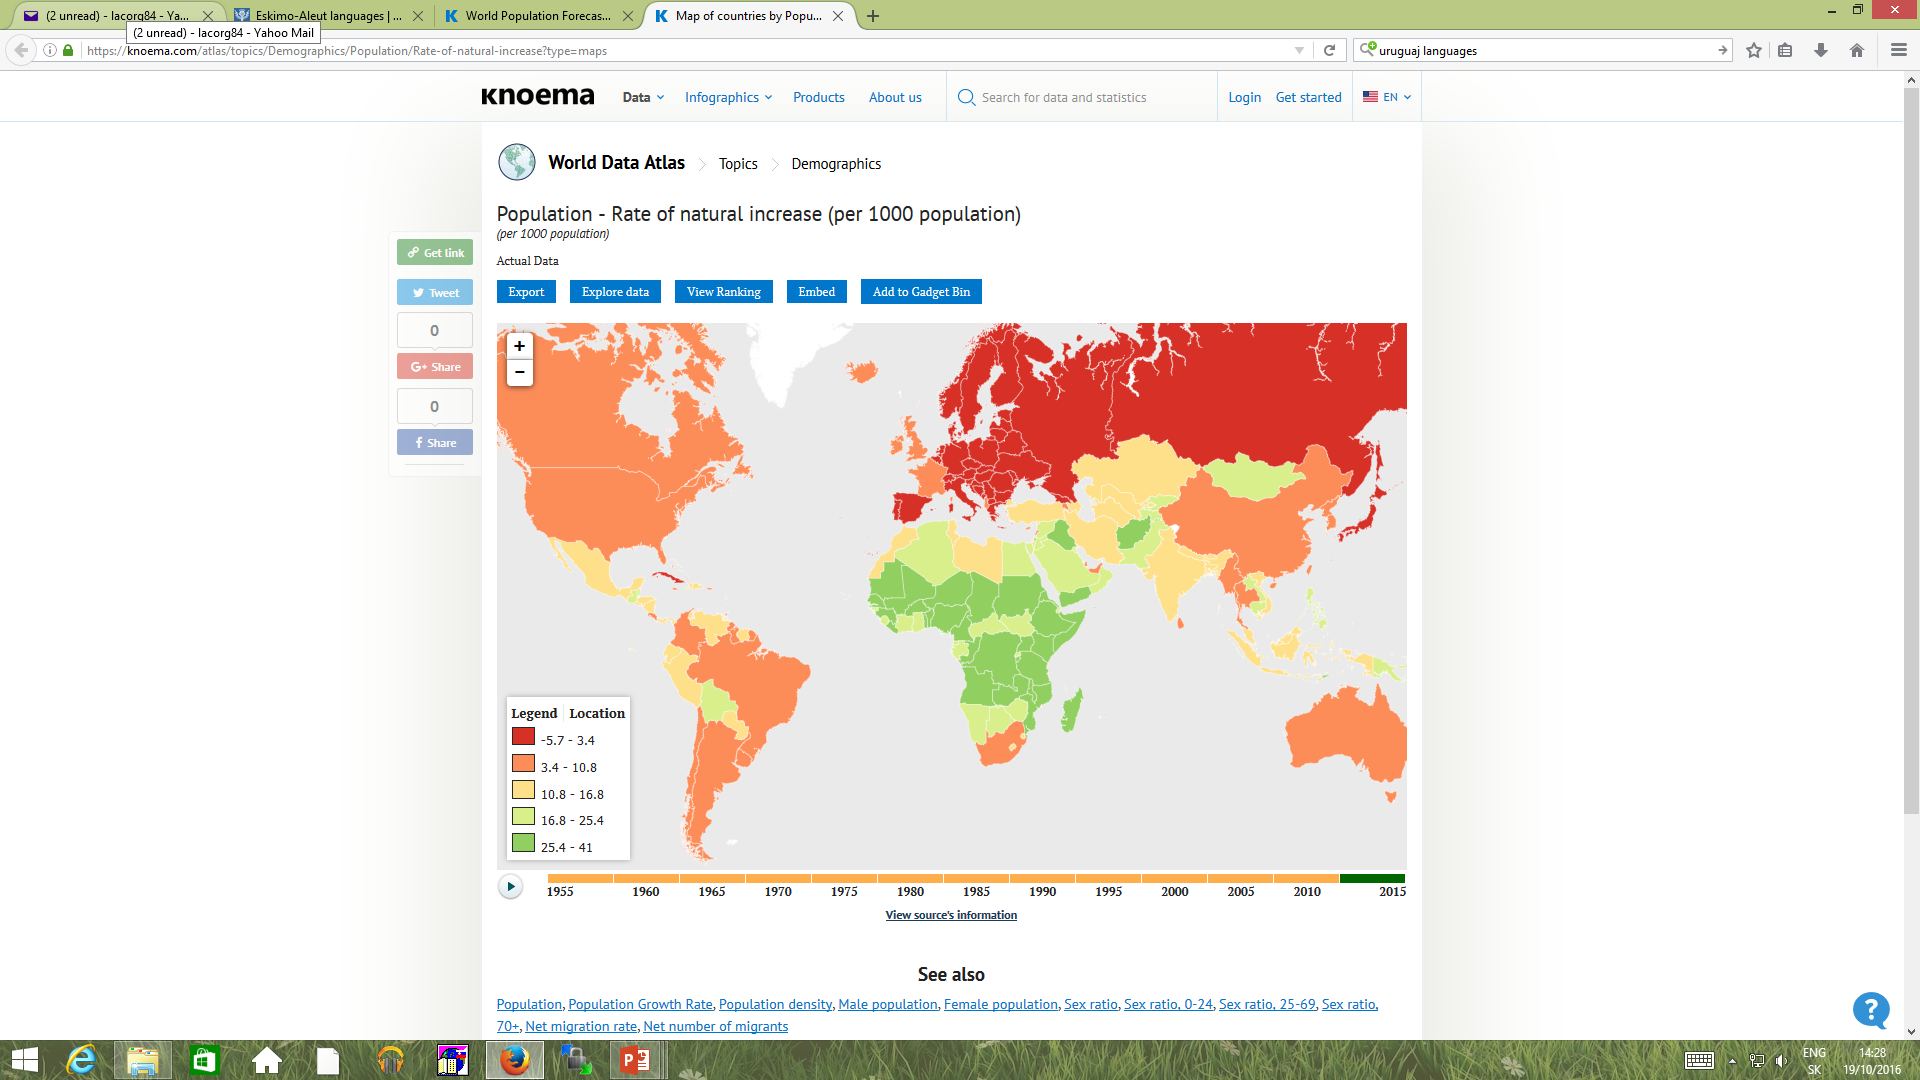 (2 unread) - lacorg84 - Ya...
Eskimo-Aleut languages | ...
World Population Forecas...
Map of countries by Popu...
(2 unread) - lacorg84 - Yahoo Mail
https://knoema.com/atlas/topics/Demographics/Population/Rate-of-natural-increase?type=maps
uruguaj languages
knoema
Data
Infographics
Products
About us
Search for data and statistics
Login
Get started
EN
World Data Atlas
Topics
Demographics
Population - Rate of natural increase (per 1000 population)
(per 1000 population)
Actual Data
Get link
Tweet
0
G+ Share
0
f Share
Export
Explore data
View Ranking
Embed
Add to Gadget Bin
+
−
Legend Location
-5.7 - 3.4
3.4 - 10.8
10.8 - 16.8
16.8 - 25.4
25.4 - 41
1955 1960 1965 1970 1975 1980 1985 1990 1995 2000 2005 2010 2015
View source's information
See also
Population, Population Growth Rate, Population density, Male population, Female population, Sex ratio, Sex ratio, 0-24, Sex ratio, 25-69, Sex ratio,
70+, Net migration rate, Net number of migrants
?
ENG
SK
14:28
19/10/2016